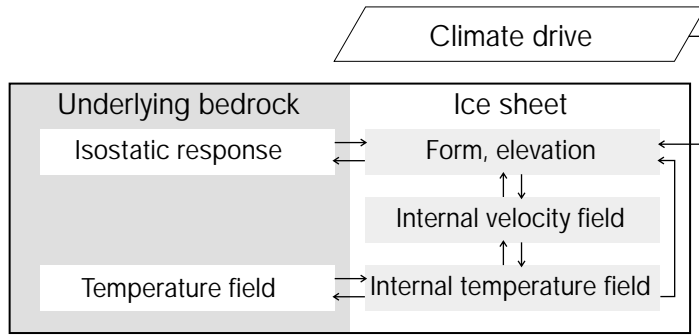 Climate drive
Underlying bedrock
Ice sheet
Isostatic response
Form, elevation
Internal velocity field
Temperature field
Internal temperature field